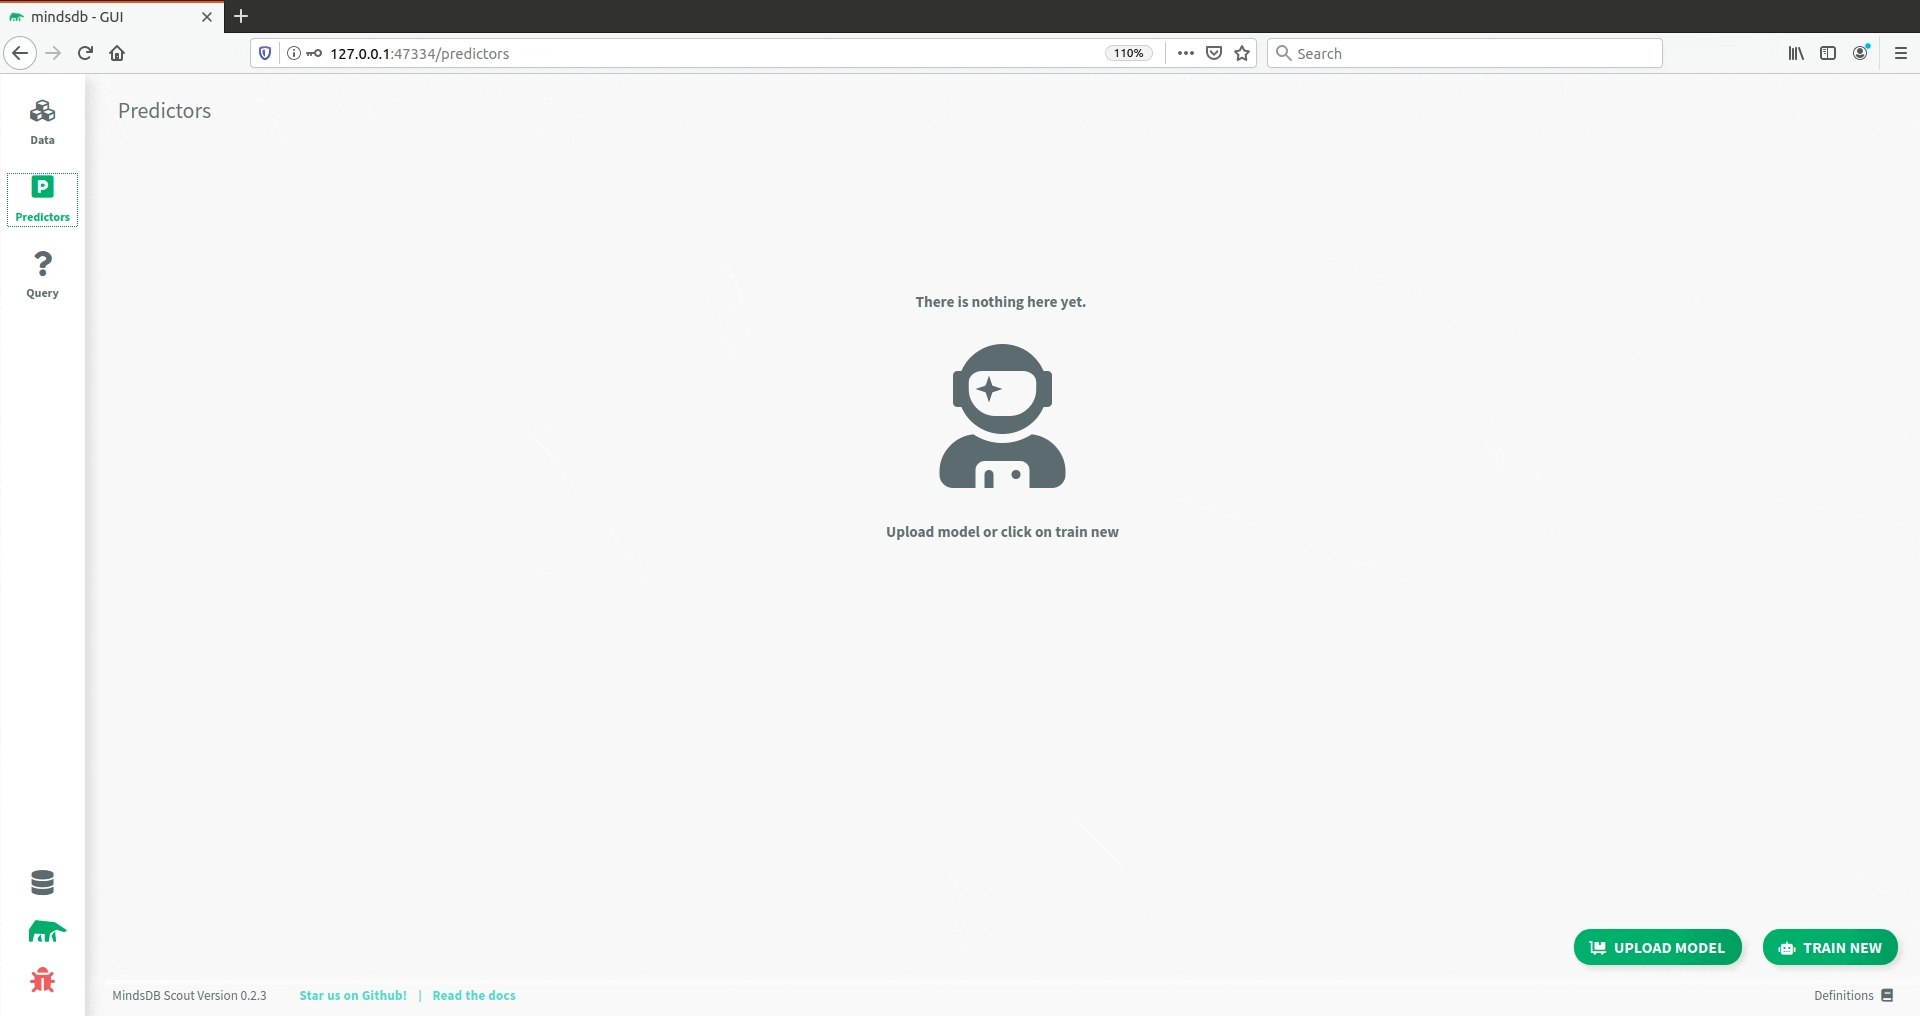 mindsdb - GUI
127.0.0.1:47334/predictors
110%
Search
Predictors
Data
P
Predictors
Query
There is nothing here yet.
Upload model or click on train new
UPLOAD MODEL
TRAIN NEW
MindsDB Scout Version 0.2.3
Star us on Github! | Read the docs
Definitions